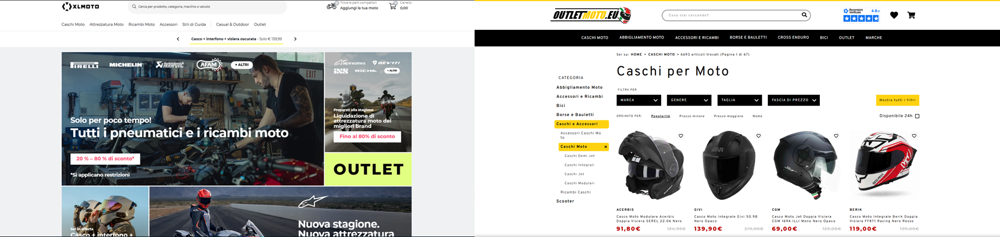 XLMOTO
Cerca per prodotto, categoria, marchio o veicolo
Trova le parti compatibili
Aggiungi la tua moto
0
Carrello
0,00
Caschi Moto
Attrezzatura Moto
Ricambi Moto
Accessori
Stili di Guida
Casual & Outdoor
Outlet
Casco + interfono + visiera oscurata - Solo € 139,99
PIRELLI
MICHELIN
AKRAPOVIČ
AFAM
+ ALTRI
EXIT
29
Solo per poco tempo!
Tutti i pneumatici e i ricambi moto
20 % – 80 % di sconto*
*Si applicano restrizioni
alpinestars
REV'IT!
iNS
RICHA
+ ALTRI
Preparati alla stagione
Liquidazione di
attrezzatura moto dei
migliori brand
Fino al 80% di sconto
OUTLET
Set in offerta
Casco + interfono +
Nuova stagione.
Nuova attrezzatura
OUTLETMOTO.EU
Cosa stai cercando?
Recensioni
Verificate
4.8/5
CASCHI MOTO
ABBIGLIAMENTO MOTO
ACCESSORI E RICAMBI
BORSE E BAULETTI
CROSS ENDURO
BICI
OUTLET
MARCHE
Sei su: HOME > CASCHI MOTO > 6693 articoli trovati (Pagina 1 di 67)
Caschi per Moto
CATEGORIA
Abbigliamento Moto
Accessori e Ricambi
Bici
Borse e Bauletti
Caschi e Accessori
Accessori Caschi Mo
to
Caschi Moto ×
Caschi Demi Jet
Caschi Integrali
Caschi Jet
Caschi Modulari
Ricambi Caschi
Scooter
FILTRA PER
MARCA
GENERE
TAGLIA
FASCIA DI PREZZO
Mostra tutti i filtri
ORDINATO PER:
Popolarità
Prezzo minore
Prezzo maggiore
Nome
Disponibile 24h
GIVI
BERIK
ACERBIS
Casco Moto Modulare Acerbis
Doppia Visiera SEREL 22.06 Nero
91,80€ 124,95€
GIVI
Casco Moto Integrale Givi 50.9B
Nero Opaco
139,90€ 219,00€
CGM
Casco Moto Jet Doppia Visiera
CGM 169A ILLI Mono Nero Opaco
69,00€ 123,00€
BERIK
Casco Moto Integrale Berik Doppia
Visiera FF871 Racing Nero Rosso
119,00€ 199,00€